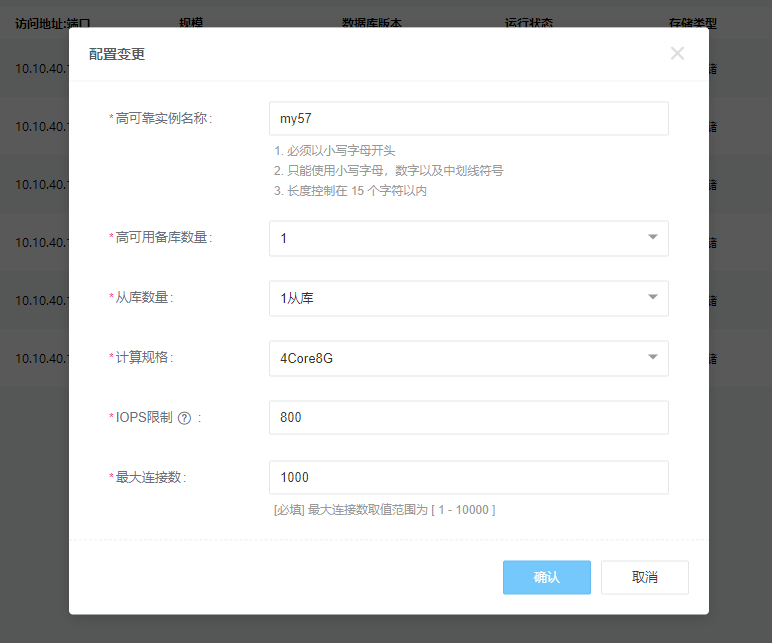 访问地址:端口 规模 数据库版本 运行状态 存储类型
配置变更
10.10.40.
*高可靠实例名称: my57
10.10.40.
1. 必须以小写字母开头
2. 只能使用小写字母，数字以及中划线符号
10.10.40.
3. 长度控制在 15 个字符以内
*高可用备库数量: 1
10.10.40.
*从库数量: 1从库
10.10.40.
*计算规格: 4Core8G
10.10.40.
*IOPS限制 ? : 800
*最大连接数: 1000
[必填] 最大连接数取值范围为 [ 1 - 10000 ]
确认 取消